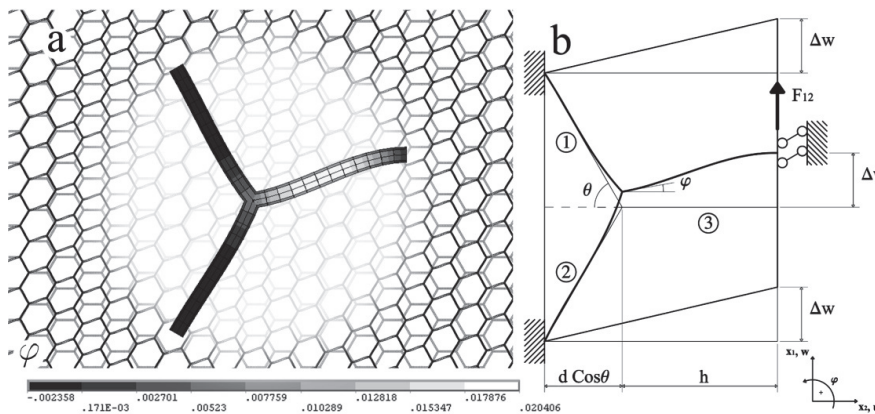 a
φ
-.002358
.002701
.007759
.012818
.017876
.171E-03
.00523
.010289
.015347
.020406
b
Δw
F12
①
θ
φ
Δw
③
②
Δw
d Cosθ
h
x1, w
φ